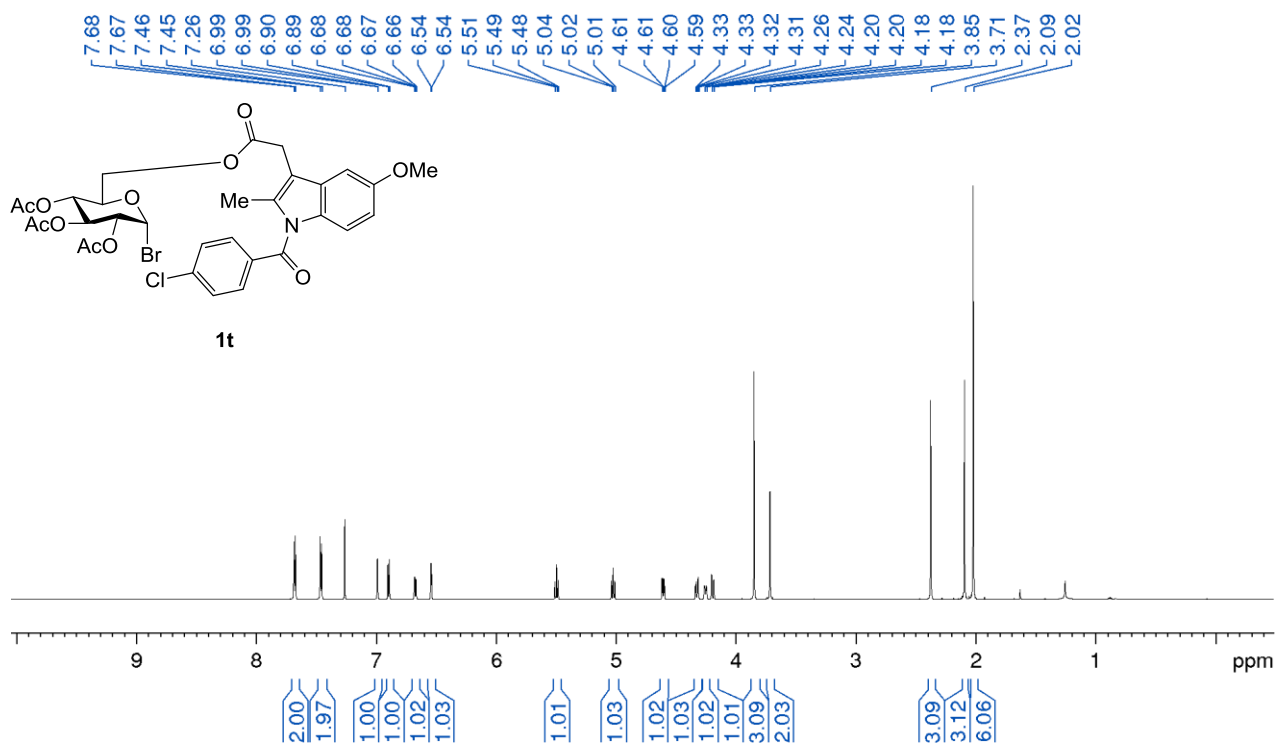 7.68 7.67 7.46 7.45 7.26 6.99 6.99 6.90 6.89 6.68 6.68 6.67 6.66 6.54 6.54 5.51 5.49 5.48 5.04 5.02 5.01 4.61 4.61 4.60 4.59 4.33 4.33 4.32 4.31 4.26 4.24 4.20 4.20 4.18 4.18 3.85 3.71 2.37 2.09 2.02
O
O
OMe
AcO
O
Me
AcO
N
AcO
Br
O
Cl
1t
9 8 7 6 5 4 3 2 1 ppm
2.00 1.97 1.00 1.00 1.02 1.03 1.01 1.03 1.02 1.03 1.02 1.01 3.09 2.03 3.09 3.12 6.06